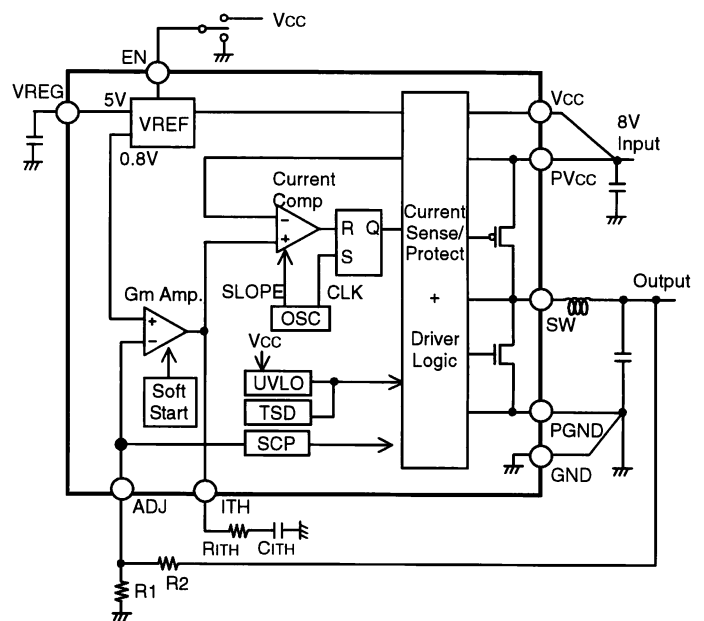 VCC
EN
VREG
5V
VREF
0.8V
VCC
8V
Input
PVCC
Current
Comp
-
+
R Q
S
Current
Sense/
Protect
+
Driver
Logic
SLOPE
CLK
OSC
Gm Amp.
+
-
Soft
Start
VCC
UVLO
TSD
SCP
Output
SW
PGND
GND
ADJ
ITH
RITH
CITH
R2
R1